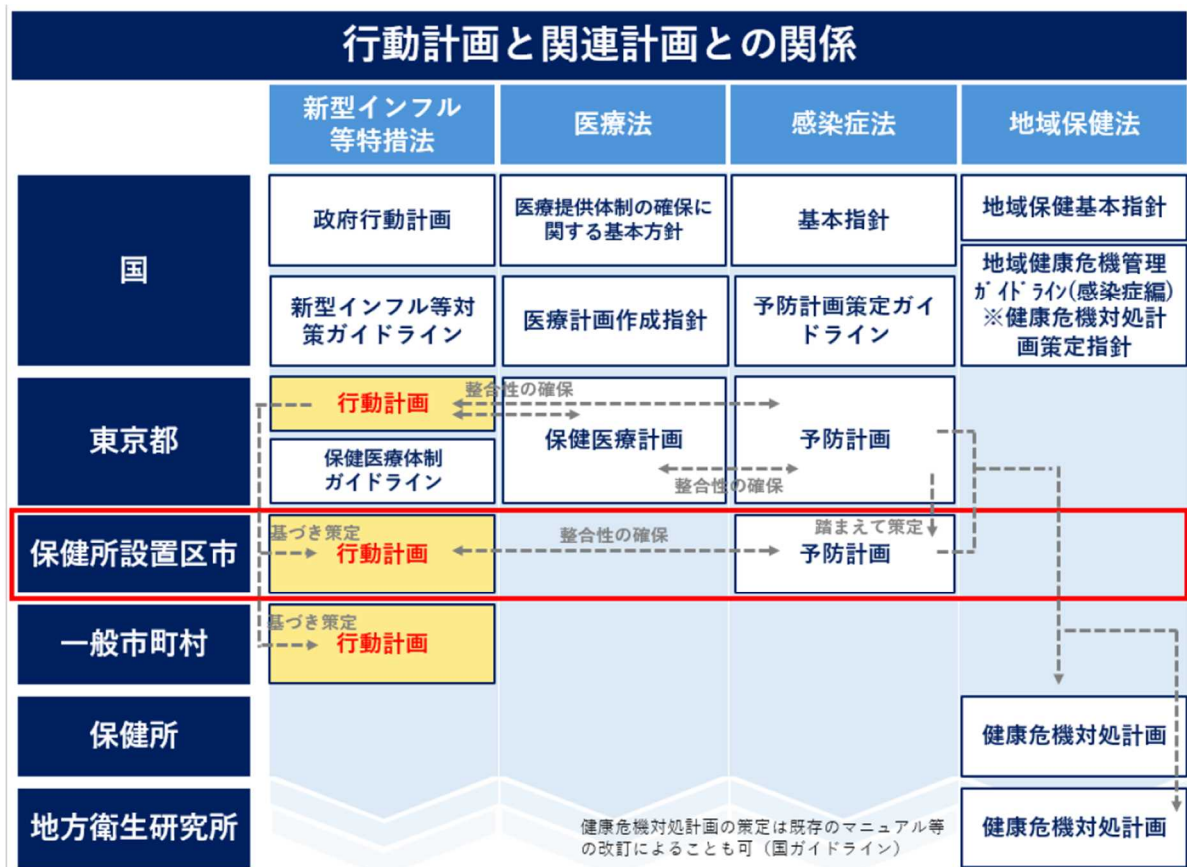 行動計画と関連計画との関係
新型インフル
等特措法
医療法
感染症法
地域保健法
国
政府行動計画
医療提供体制の確保に
関する基本方針
基本指針
地域保健基本指針
新型インフル等対
策ガイドライン
医療計画作成指針
予防計画策定ガイ
ドライン
地域健康危機管理
ガイドライン(感染症編)
※健康危機対処計
画策定指針
東京都
行動計画
整合性の確保
保健医療計画
予防計画
保健医療体制
ガイドライン
整合性の確保
保健所設置区市
基づき策定
行動計画
整合性の確保
踏まえて策定
予防計画
一般市町村
基づき策定
行動計画
保健所
健康危機対処計画
地方衛生研究所
健康危機対処計画の策定は既存のマニュアル等
の改訂によることも可（国ガイドライン）
健康危機対処計画